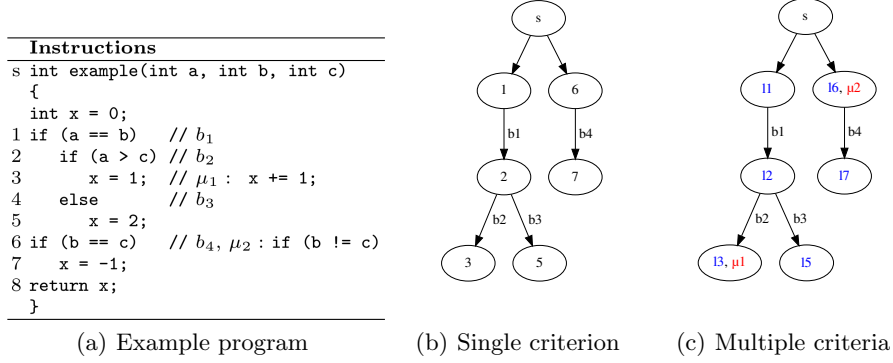 Instructions
s int example(int a, int b, int c)
{
int x = 0;
1 if (a == b) // b₁
2 if (a > c) // b₂
3 x = 1; // μ₁ : x += 1;
4 else // b₃
5 x = 2;
6 if (b == c) // b₄, μ₂ : if (b != c)
7 x = -1;
8 return x;
}
(a) Example program
s
1 6
b1 b4
2 7
b2 b3
3 5
(b) Single criterion
s
l1 l6, μ2
b1 b4
l2 l7
b2 b3
l3, μ1 l5
(c) Multiple criteria